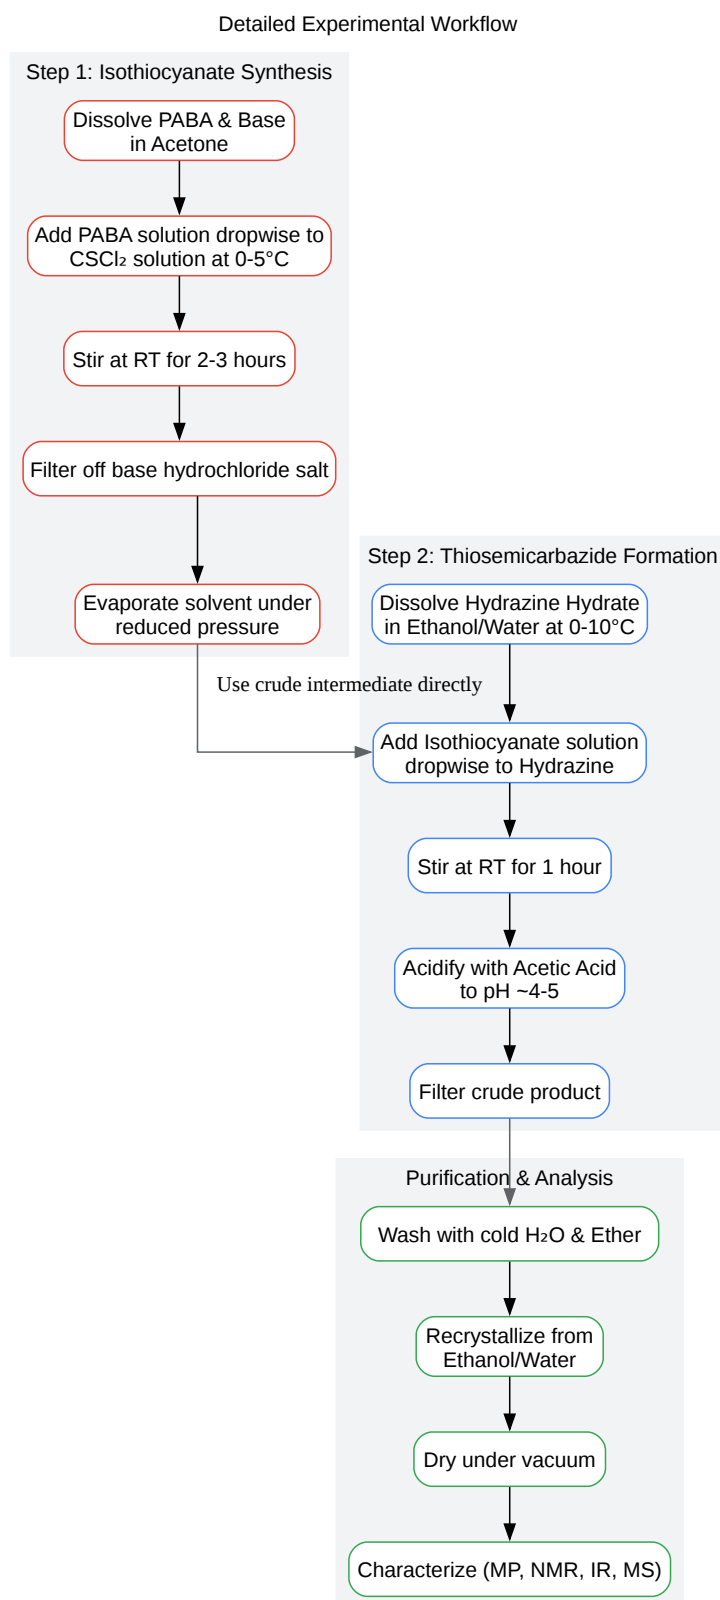 Detailed Experimental Workflow
Step 1: Isothiocyanate Synthesis
Dissolve PABA & Base
in Acetone
Add PABA solution dropwise to
CSCl₂ solution at 0-5°C
Stir at RT for 2-3 hours
Filter off base hydrochloride salt
Evaporate solvent under
reduced pressure
Use crude intermediate directly
Step 2: Thiosemicarbazide Formation
Dissolve Hydrazine Hydrate
in Ethanol/Water at 0-10°C
Add Isothiocyanate solution
dropwise to Hydrazine
Stir at RT for 1 hour
Acidify with Acetic Acid
to pH ~4-5
Filter crude product
Purification & Analysis
Wash with cold H₂O & Ether
Recrystallize from
Ethanol/Water
Dry under vacuum
Characterize (MP, NMR, IR, MS)